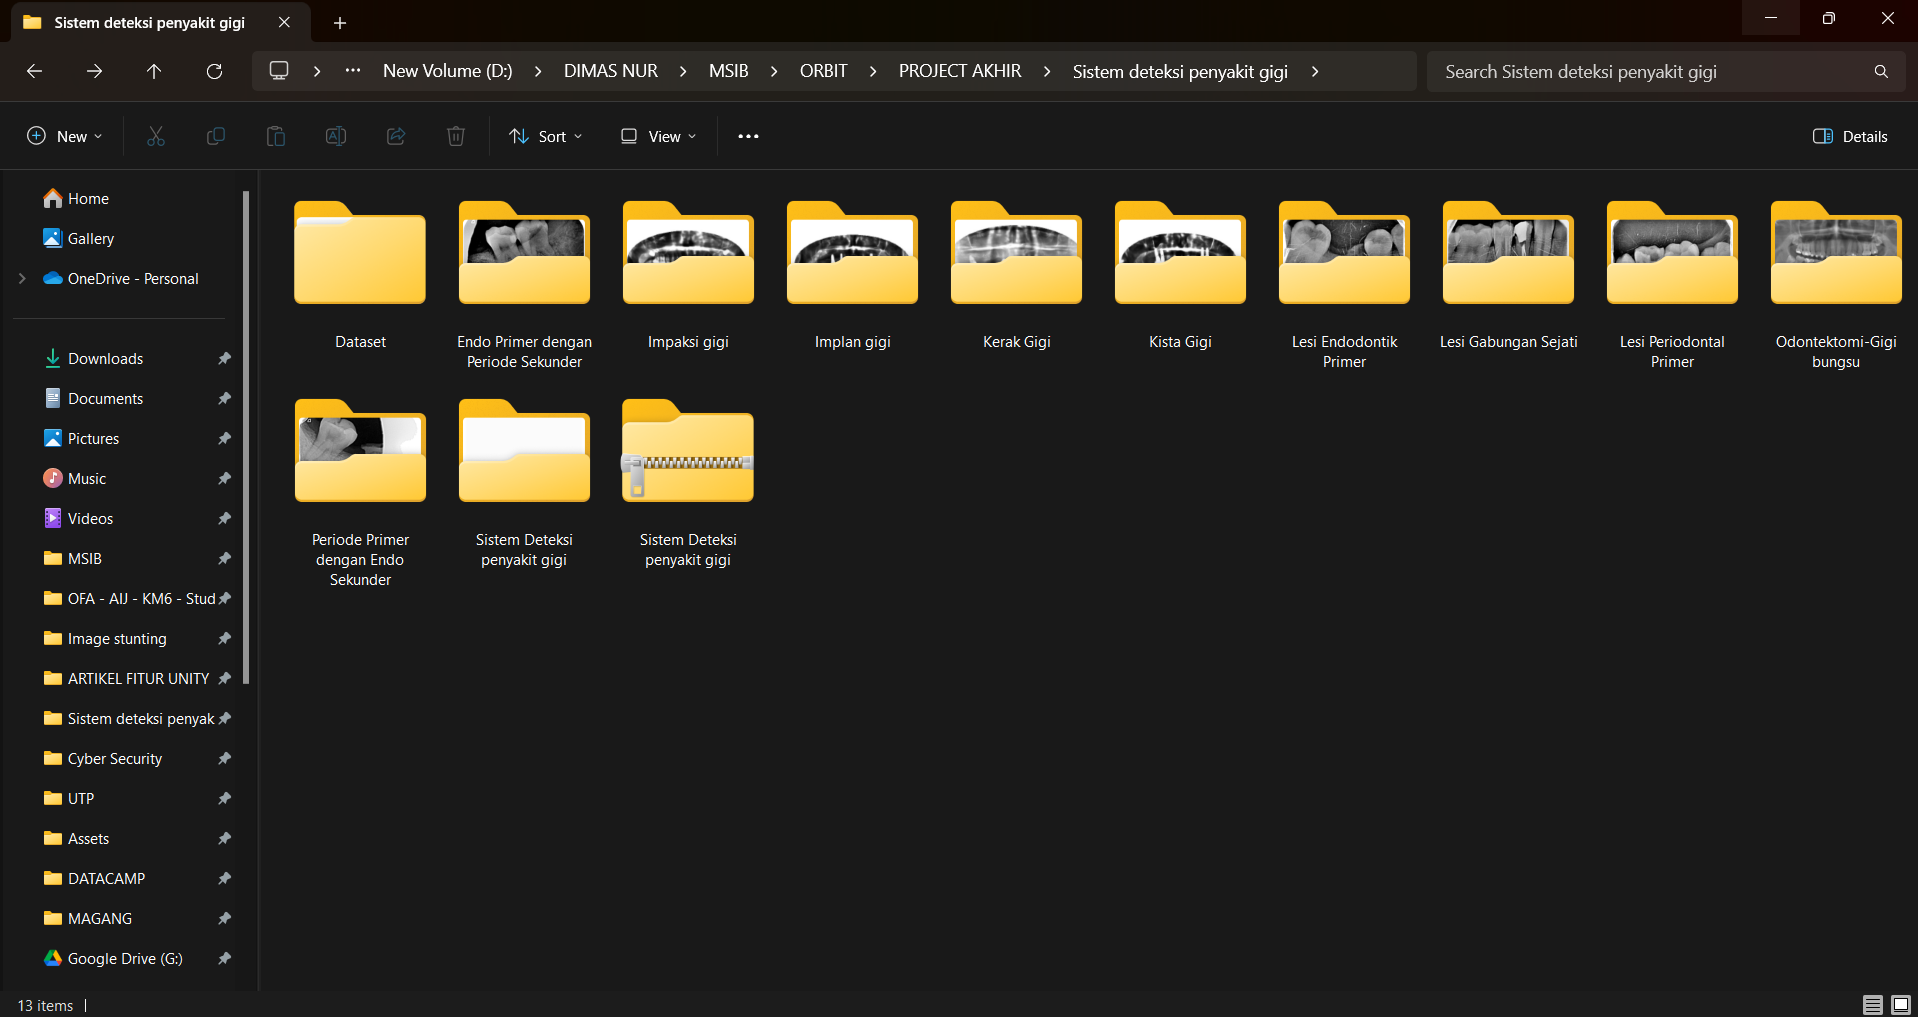 Sistem deteksi penyakit gigi
New Volume (D:) DIMAS NUR MSIB ORBIT PROJECT AKHIR Sistem deteksi penyakit gigi
Search Sistem deteksi penyakit gigi
New Sort View Details
Home
Gallery
OneDrive - Personal
Downloads
Documents
Pictures
Music
Videos
MSIB
OFA - AIJ - KM6 - Stud
Image stunting
ARTIKEL FITUR UNITY
Sistem deteksi penyak
Cyber Security
UTP
Assets
DATACAMP
MAGANG
Google Drive (G:)
Dataset
Endo Primer dengan
Periode Sekunder
Impaksi gigi
Implan gigi
Kerak Gigi
Kista Gigi
Lesi Endodontik
Primer
Lesi Gabungan Sejati
Lesi Periodontal
Primer
Odontektomi-Gigi
bungsu
Periode Primer
dengan Endo
Sekunder
Sistem Deteksi
penyakit gigi
Sistem Deteksi
penyakit gigi
13 items